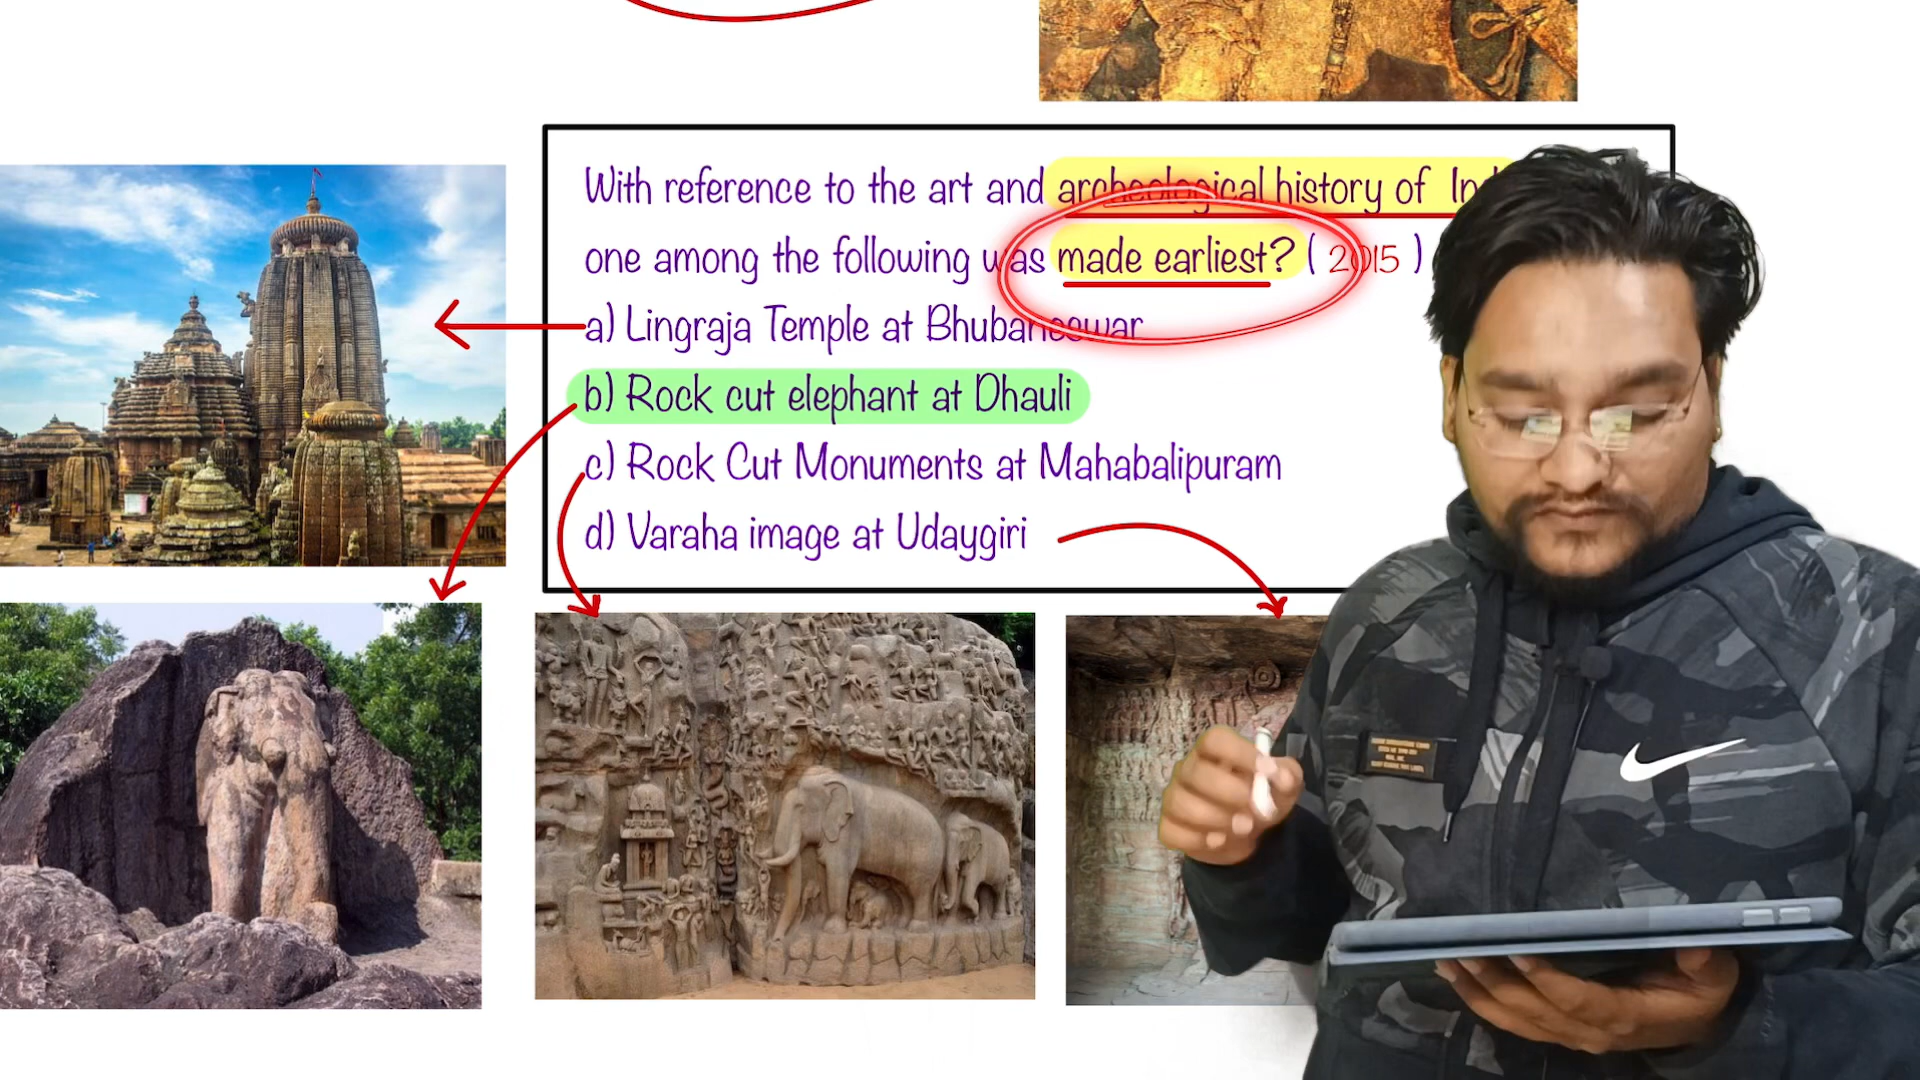 With reference to the art and archeological history of In
one among the following was made earliest? ( 2015 )
a) Lingraja Temple at Bhubaneswar
b) Rock cut elephant at Dhauli
c) Rock Cut Monuments at Mahabalipuram
d) Varaha image at Udaygiri